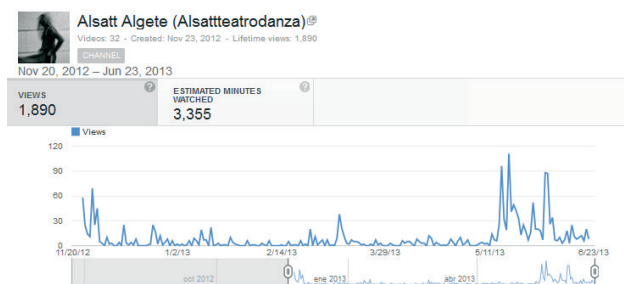 Alsatt Algete (Alsattteatrodanza)
Videos: 32 - Created: Nov 23, 2012 - Lifetime views: 1,890
CHANNEL
Nov 20, 2012 – Jun 23, 2013
VIEWS ?
1,890
ESTIMATED MINUTES WATCHED ?
3,355
Views
120
90
60
30
0
11/20/12 1/2/13 2/14/13 3/29/13 5/11/13 6/23/13
oct 2012 ene 2013 abr 2013